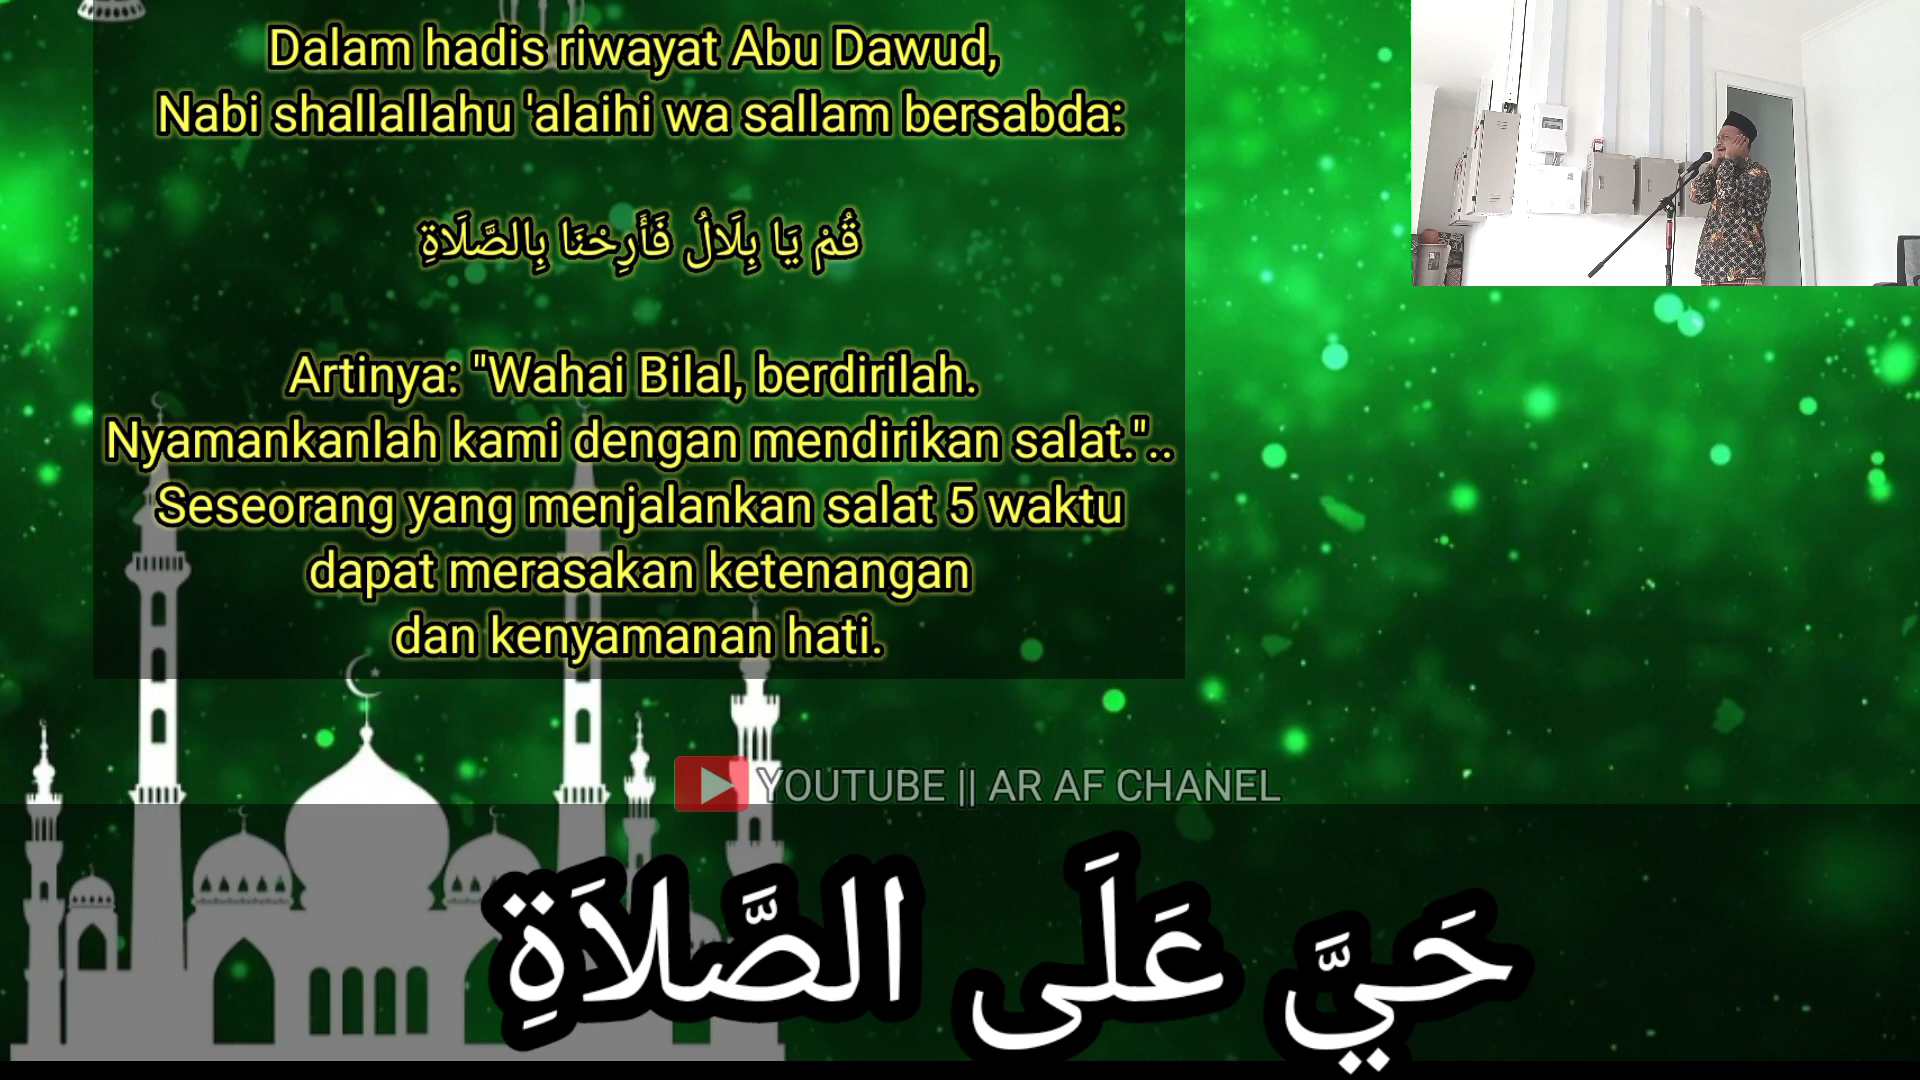 Dalam hadis riwayat Abu Dawud,
Nabi shallallahu 'alaihi wa sallam bersabda:
قُمْ يَا بِلَالُ فَأَرِحْنَا بِالصَّلَاةِ
Artinya: "Wahai Bilal, berdirilah.
Nyamankanlah kami dengan mendirikan salat."..
Seseorang yang menjalankan salat 5 waktu
dapat merasakan ketenangan
dan kenyamanan hati.
YOUTUBE || AR AF CHANEL
حَيَّ عَلَى الصَّلاَةِ